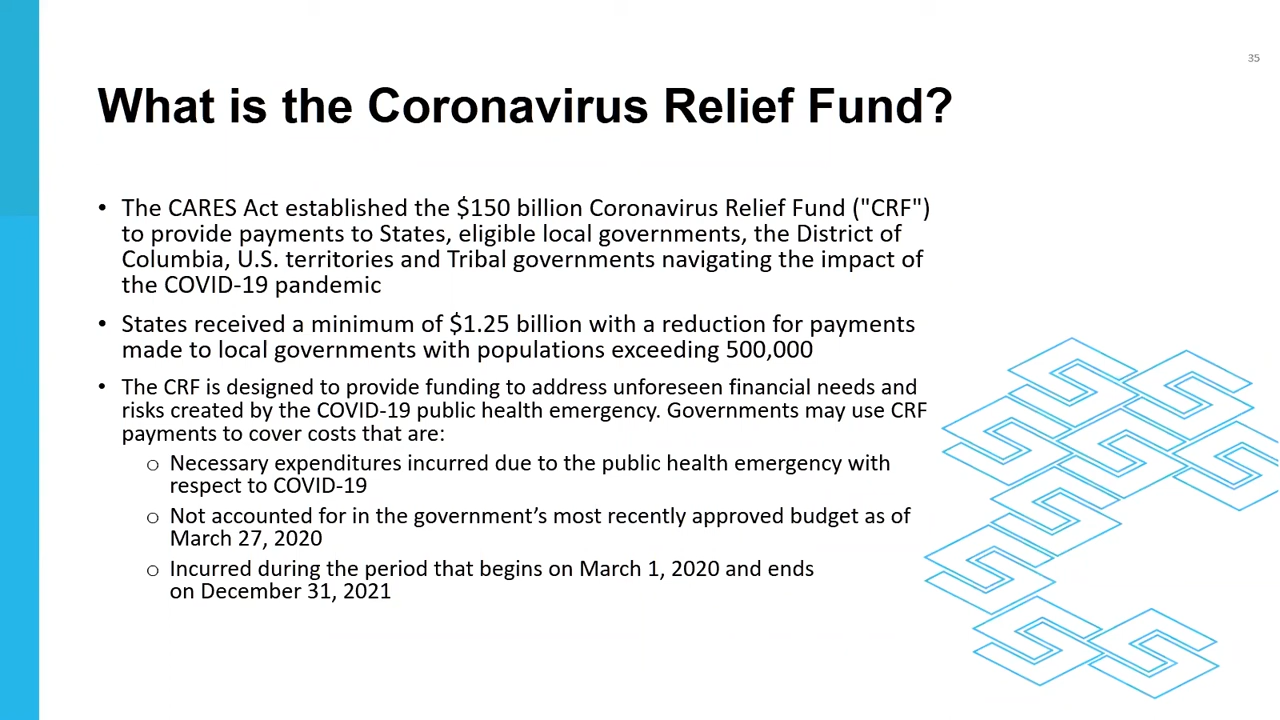 35
What is the Coronavirus Relief Fund?
• The CARES Act established the $150 billion Coronavirus Relief Fund ("CRF")
to provide payments to States, eligible local governments, the District of
Columbia, U.S. territories and Tribal governments navigating the impact of
the COVID-19 pandemic
• States received a minimum of $1.25 billion with a reduction for payments
made to local governments with populations exceeding 500,000
• The CRF is designed to provide funding to address unforeseen financial needs and
risks created by the COVID-19 public health emergency. Governments may use CRF
payments to cover costs that are:
o Necessary expenditures incurred due to the public health emergency with
respect to COVID-19
o Not accounted for in the government’s most recently approved budget as of
March 27, 2020
o Incurred during the period that begins on March 1, 2020 and ends
on December 31, 2021